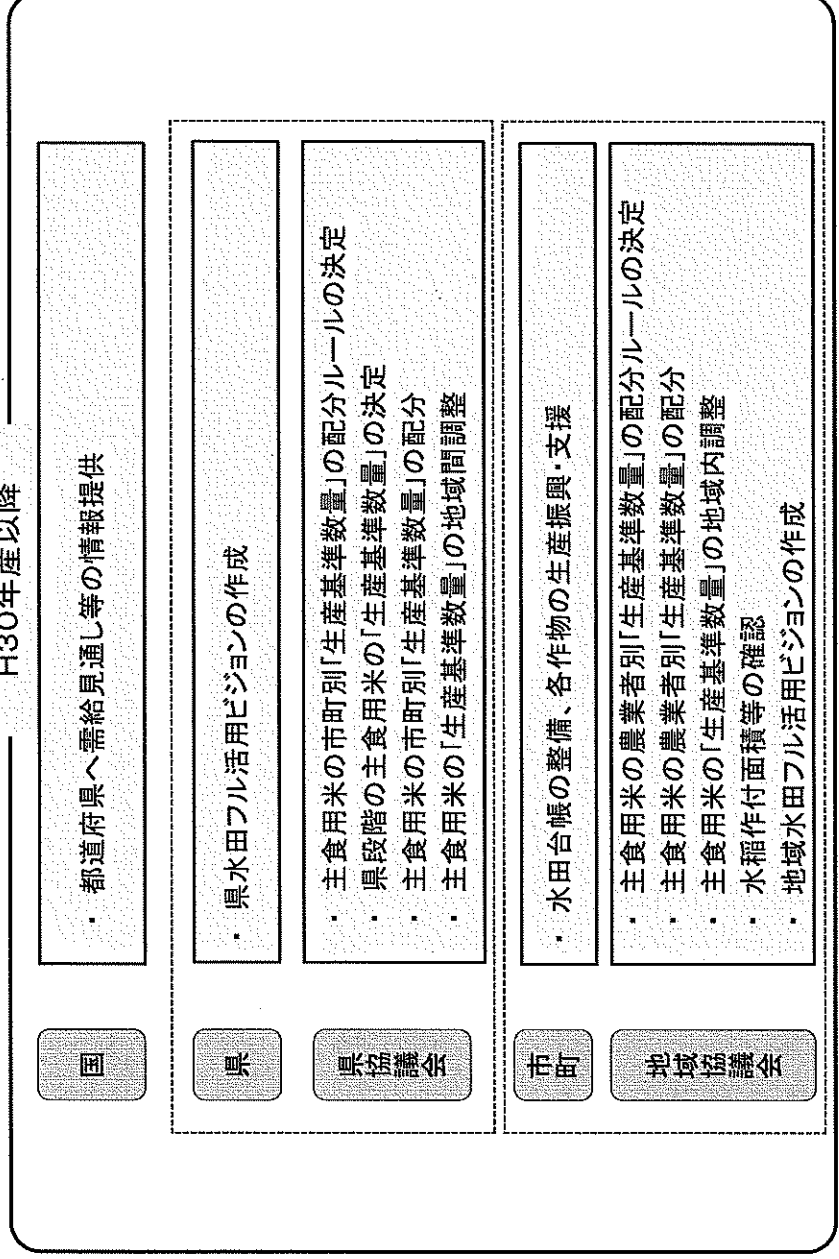 H30年産以降
国
・ 都道府県へ需給見通し等の情報提供
県
・ 県水田フル活用ビジョンの作成
県協議会
・ 主食用米の市町別「生産基準数量」の配分ルールの決定
・ 県段階の主食用米の「生産基準数量」の決定
・ 主食用米の市町別「生産基準数量」の配分
・ 主食用米の「生産基準数量」の地域間調整
市町
・ 水田台帳の整備、各作物の生産振興・支援
地域協議会
・ 主食用米の農業者別「生産基準数量」の配分ルールの決定
・ 主食用米の農業者別「生産基準数量」の配分
・ 主食用米の「生産基準数量」の地域内調整
・ 水稲作付面積等の確認
・ 地域水田フル活用ビジョンの作成